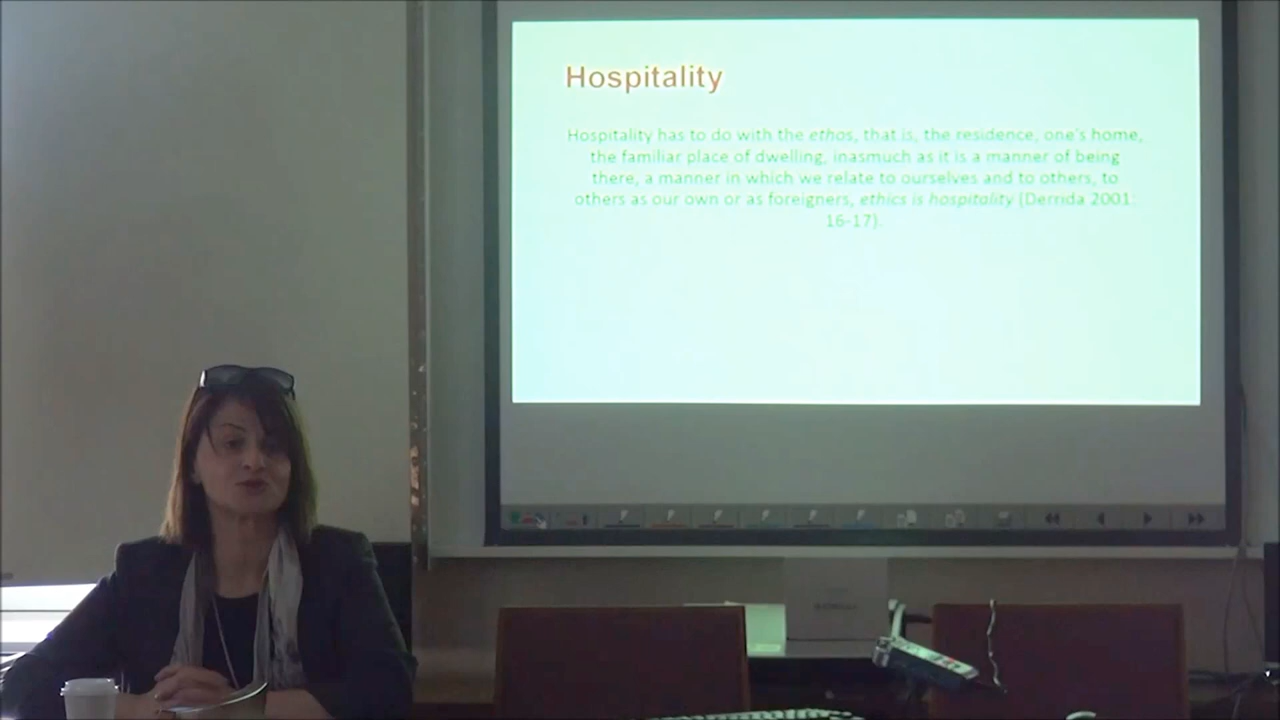 Hospitality
Hospitality has to do with the ethos, that is, the residence, one's home,
the familiar place of dwelling, inasmuch as it is a manner of being
there, a manner in which we relate to ourselves and to others, to
others as our own or as foreigners, ethics is hospitality (Derrida 2001:
16-17).